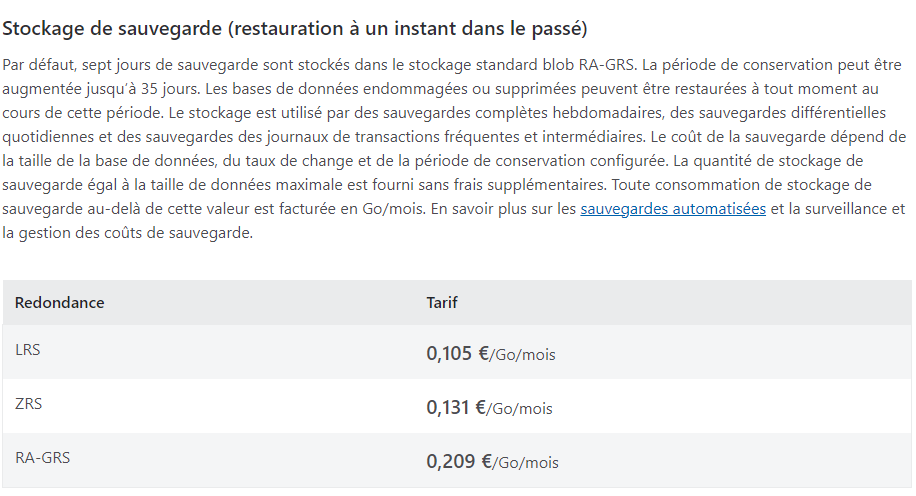 Stockage de sauvegarde (restauration à un instant dans le passé)
Par défaut, sept jours de sauvegarde sont stockés dans le stockage standard blob RA-GRS. La période de conservation peut être
augmentée jusqu'à 35 jours. Les bases de données endommagées ou supprimées peuvent être restaurées à tout moment au
cours de cette période. Le stockage est utilisé par des sauvegardes complètes hebdomadaires, des sauvegardes différentielles
quotidiennes et des sauvegardes des journaux de transactions fréquentes et intermédiaires. Le coût de la sauvegarde dépend de
la taille de la base de données, du taux de change et de la période de conservation configurée. La quantité de stockage de
sauvegarde égal à la taille de données maximale est fourni sans frais supplémentaires. Toute consommation de stockage de
sauvegarde au-delà de cette valeur est facturée en Go/mois. En savoir plus sur les sauvegardes automatisées et la surveillance et
la gestion des coûts de sauvegarde.
Redondance Tarif
LRS 0,105 €/Go/mois
ZRS 0,131 €/Go/mois
RA-GRS 0,209 €/Go/mois